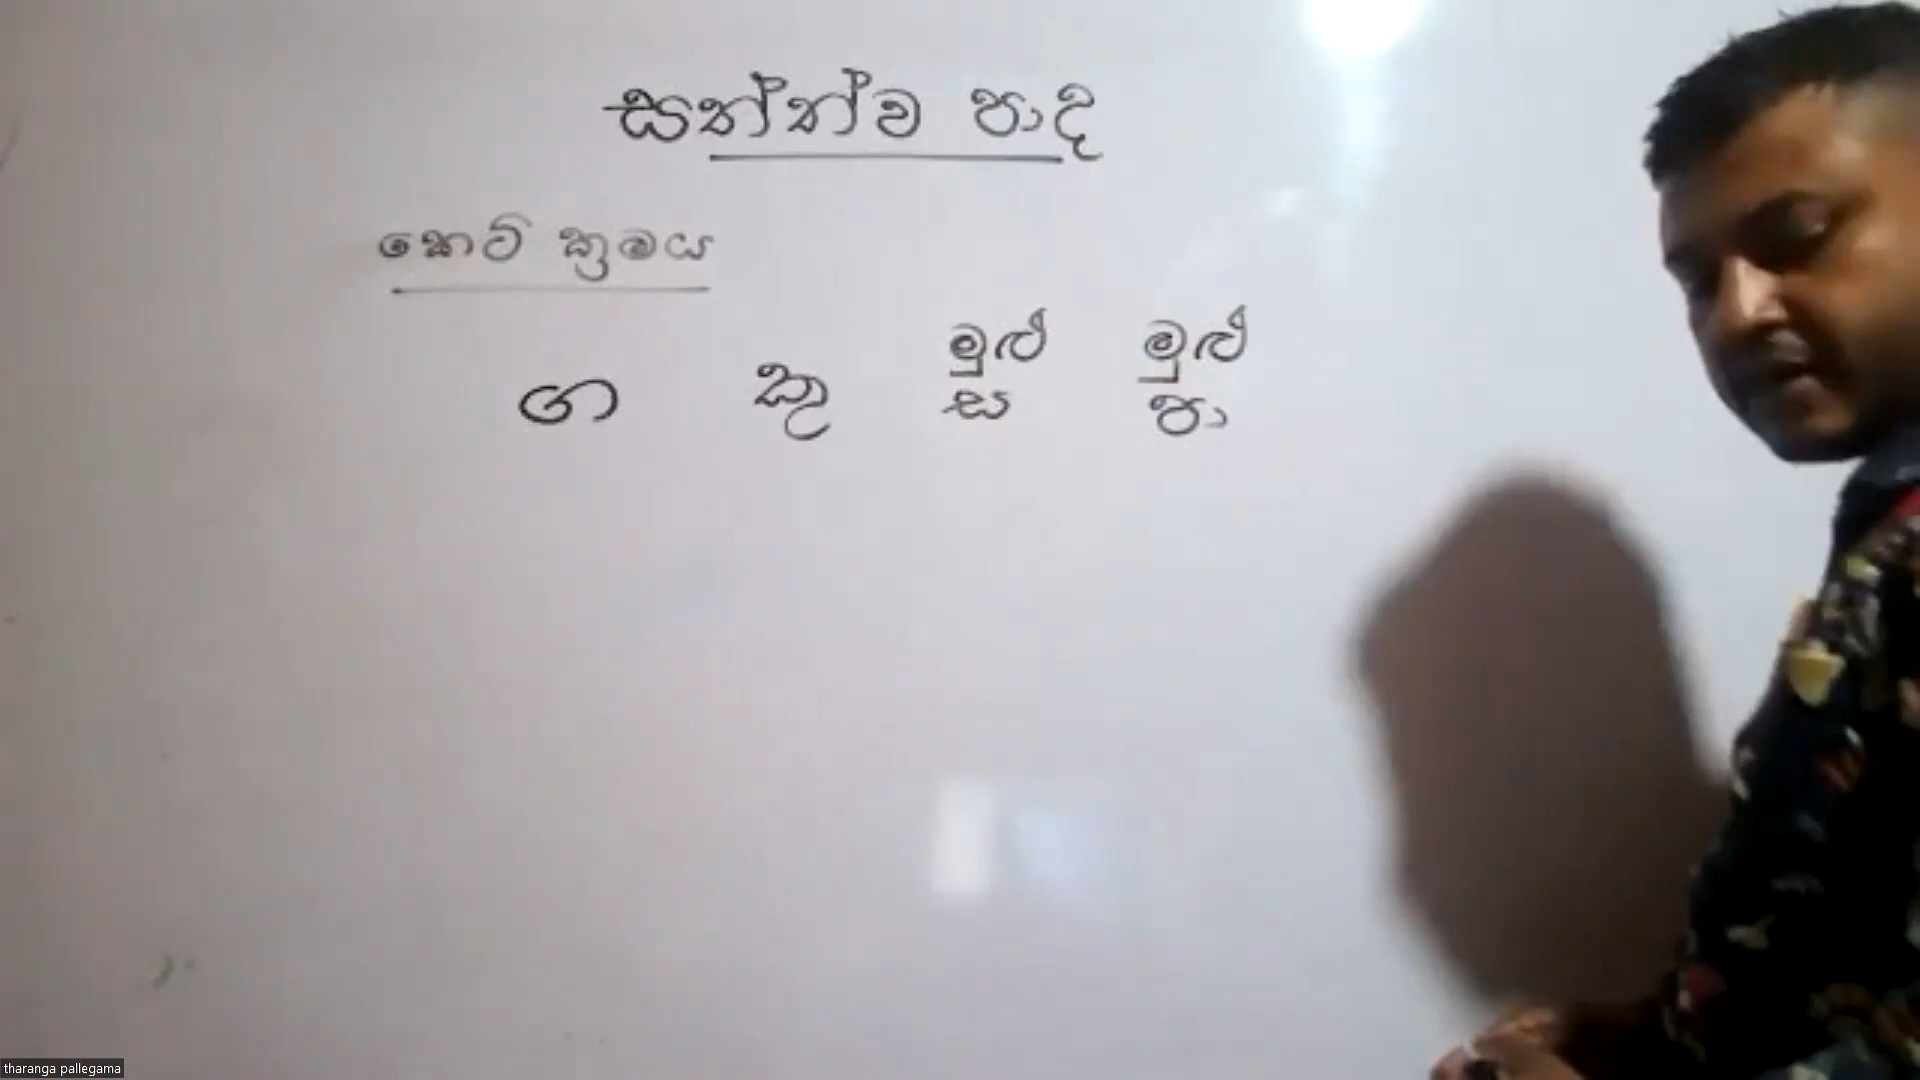 සත්ත්ව පාද
කෙටි ක්‍රමය
මුළු මුළු
ග කු ස පා
tharanga pallegama